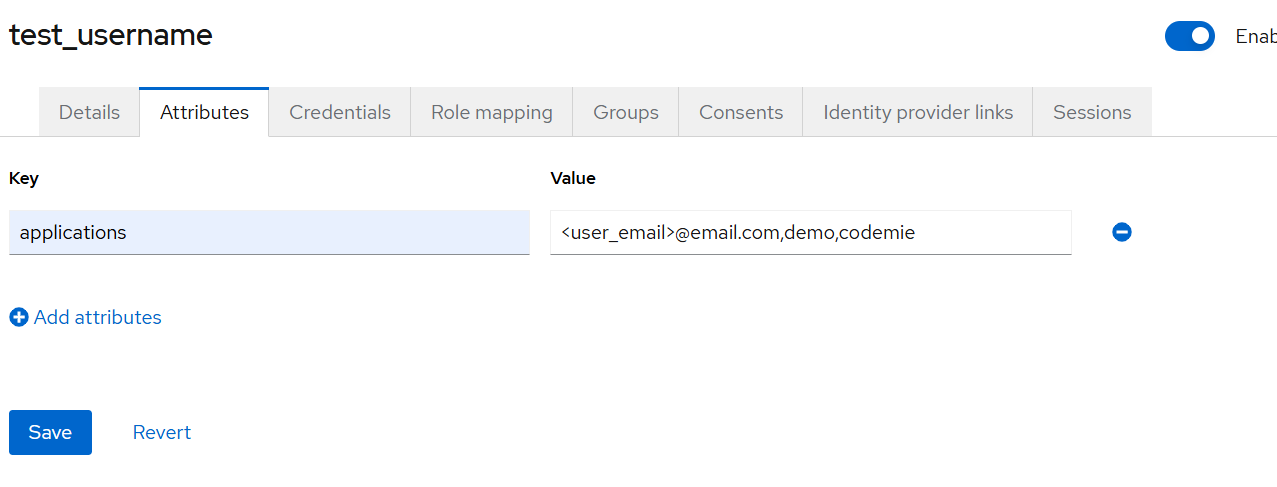 test_username
Enab
Details Attributes Credentials Role mapping Groups Consents Identity provider links Sessions
Key Value
applications <user_email>@email.com,demo,codemie
Add attributes
Save Revert